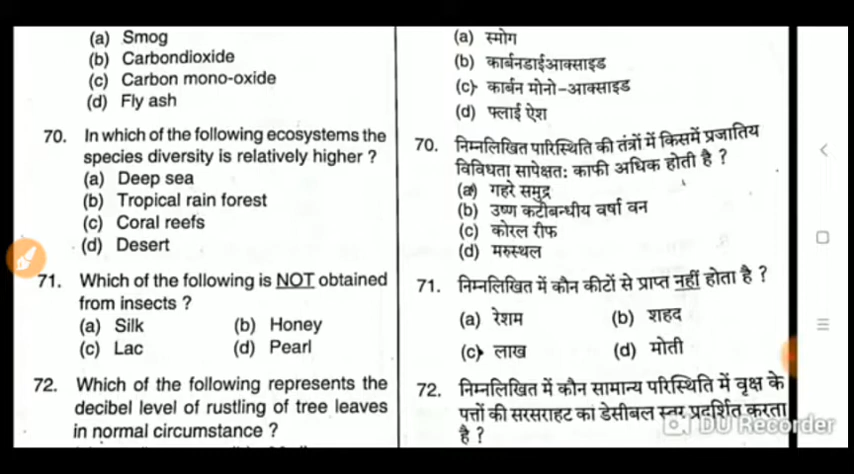 (a) Smog
(b) Carbondioxide
(c) Carbon mono-oxide
(d) Fly ash
70. In which of the following ecosystems the
species diversity is relatively higher ?
(a) Deep sea
(b) Tropical rain forest
(c) Coral reefs
(d) Desert
71. Which of the following is NOT obtained
from insects ?
(a) Silk (b) Honey
(c) Lac (d) Pearl
72. Which of the following represents the
decibel level of rustling of tree leaves
in normal circumstance ?
(a) स्मोग
(b) कार्बनडाईआक्साइड
(c) कार्बन मोनो-आक्साइड
(d) फ्लाई ऐश
70. निम्नलिखित पारिस्थिति की तंत्रों में किसमें प्रजातिय
विविधता सापेक्षत: काफी अधिक होती है ?
(a) गहरे समुद्र
(b) उष्ण कटीबन्धीय वर्षा वन
(c) कोरल रीफ
(d) मरुस्थल
71. निम्नलिखित में कौन कीटों से प्राप्त नहीं होता है ?
(a) रेशम (b) शहद
(c) लाख (d) मोती
72. निम्नलिखित में कौन सामान्य परिस्थिति में वृक्ष के
पत्तों की सरसराहट का डेसीबल स्तर प्रदर्शित करता
है ?
DU Recorder